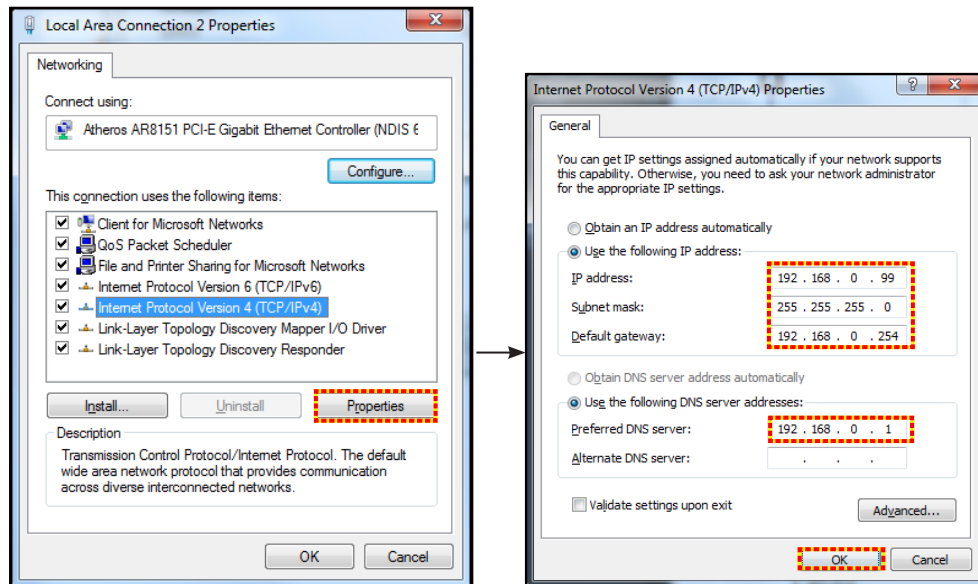 Local Area Connection 2 Properties
Networking
Connect using:
Atheros AR8151 PCI-E Gigabit Ethernet Controller (NDIS 6
Configure...
This connection uses the following items:
Client for Microsoft Networks
QoS Packet Scheduler
File and Printer Sharing for Microsoft Networks
Internet Protocol Version 6 (TCP/IPv6)
Internet Protocol Version 4 (TCP/IPv4)
Link-Layer Topology Discovery Mapper I/O Driver
Link-Layer Topology Discovery Responder
Install...
Uninstall
Properties
Description
Transmission Control Protocol/Internet Protocol. The default
wide area network protocol that provides communication
across diverse interconnected networks.
OK
Cancel
Internet Protocol Version 4 (TCP/IPv4) Properties
General
You can get IP settings assigned automatically if your network supports
this capability. Otherwise, you need to ask your network administrator
for the appropriate IP settings.
Obtain an IP address automatically
Use the following IP address:
IP address: 192 . 168 . 0 . 99
Subnet mask: 255 . 255 . 255 . 0
Default gateway: 192 . 168 . 0 . 254
Obtain DNS server address automatically
Use the following DNS server addresses:
Preferred DNS server: 192 . 168 . 0 . 1
Alternate DNS server: . . .
Validate settings upon exit
Advanced...
OK
Cancel